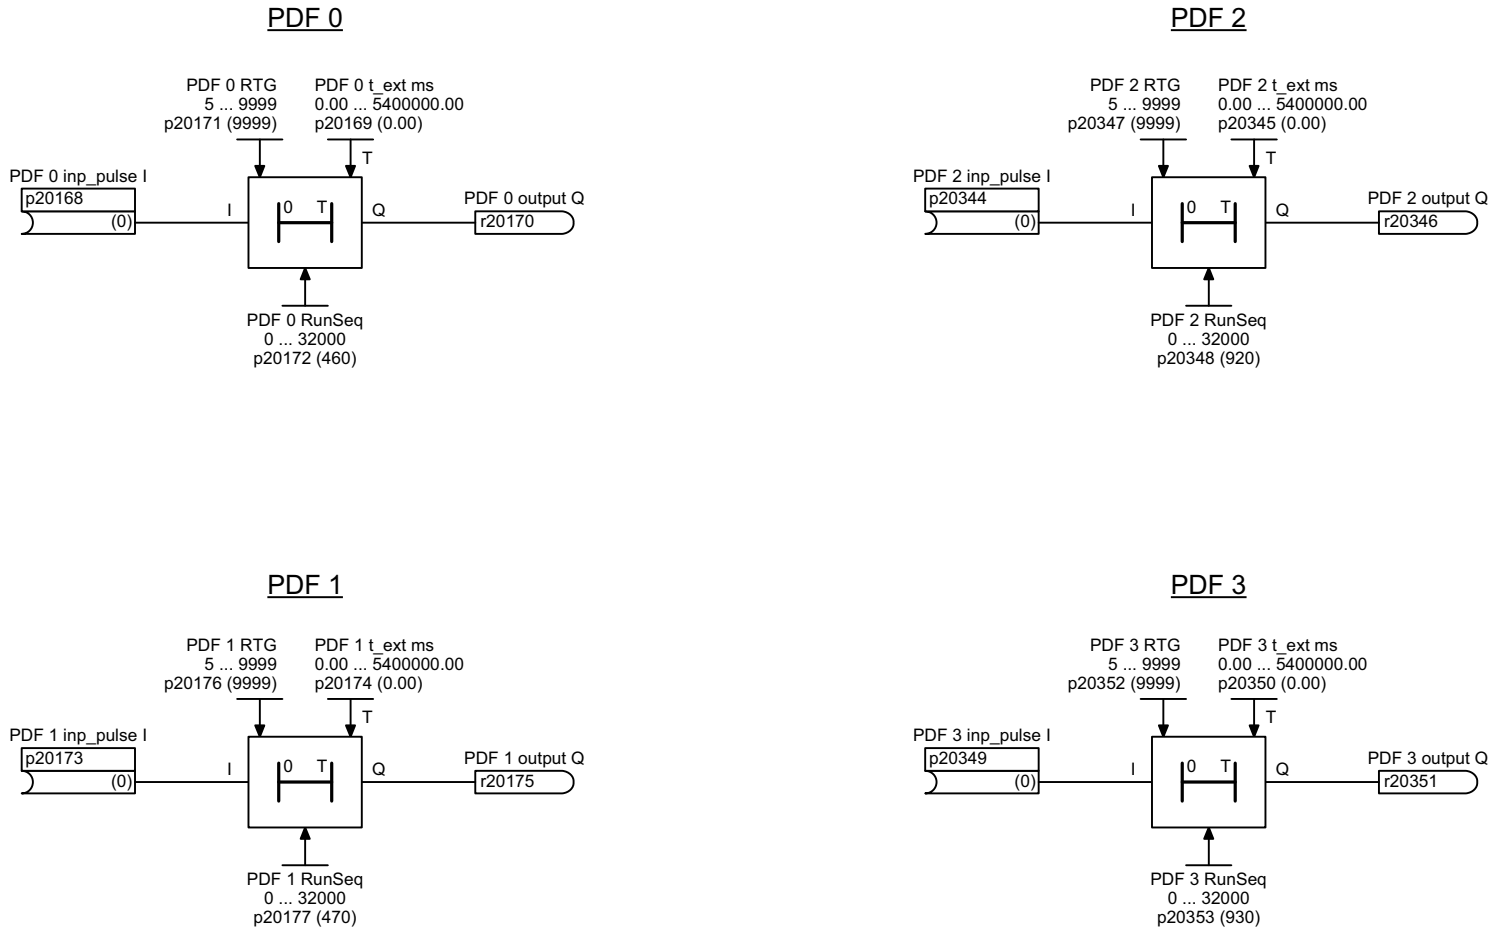 PDF 0
PDF 0 RTG
5 ... 9999
p20171 (9999)
PDF 0 t_ext ms
0.00 ... 5400000.00
p20169 (0.00)
T
PDF 0 inp_pulse I
p20168
(0)
I
0 T
Q
PDF 0 output Q
r20170
PDF 0 RunSeq
0 ... 32000
p20172 (460)
PDF 2
PDF 2 RTG
5 ... 9999
p20347 (9999)
PDF 2 t_ext ms
0.00 ... 5400000.00
p20345 (0.00)
T
PDF 2 inp_pulse I
p20344
(0)
I
0 T
Q
PDF 2 output Q
r20346
PDF 2 RunSeq
0 ... 32000
p20348 (920)
PDF 1
PDF 1 RTG
5 ... 9999
p20176 (9999)
PDF 1 t_ext ms
0.00 ... 5400000.00
p20174 (0.00)
T
PDF 1 inp_pulse I
p20173
(0)
I
0 T
Q
PDF 1 output Q
r20175
PDF 1 RunSeq
0 ... 32000
p20177 (470)
PDF 3
PDF 3 RTG
5 ... 9999
p20352 (9999)
PDF 3 t_ext ms
0.00 ... 5400000.00
p20350 (0.00)
T
PDF 3 inp_pulse I
p20349
(0)
I
0 T
Q
PDF 3 output Q
r20351
PDF 3 RunSeq
0 ... 32000
p20353 (930)